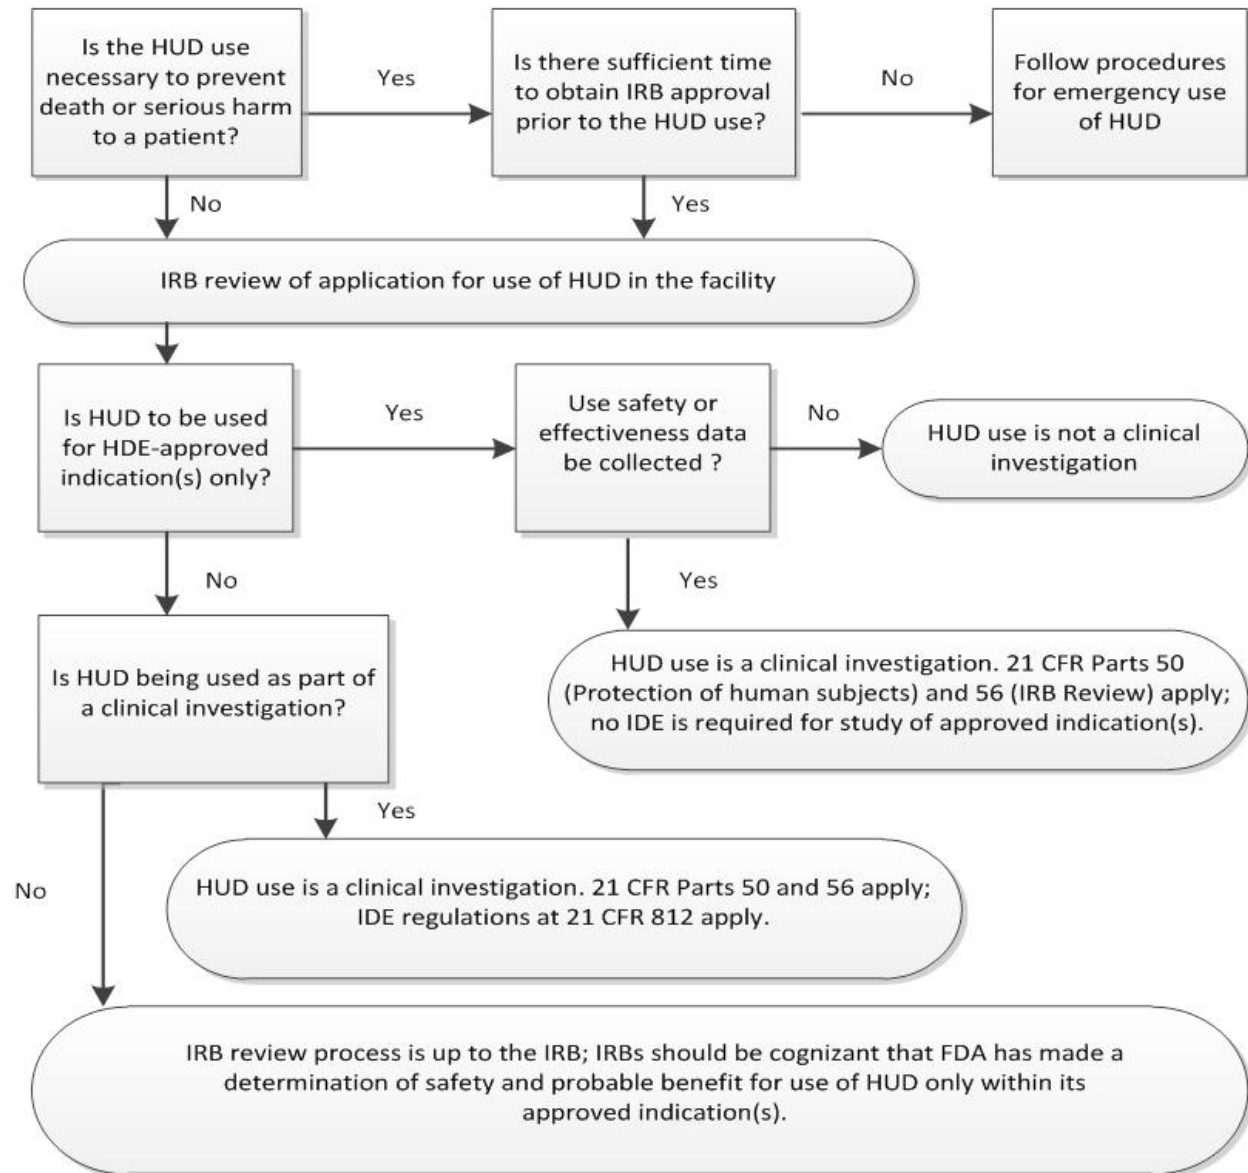 Is the HUD use
necessary to prevent
death or serious harm
to a patient?
Yes
Is there sufficient time
to obtain IRB approval
prior to the HUD use?
No
Follow procedures
for emergency use
of HUD
No
Yes
IRB review of application for use of HUD in the facility
Is HUD to be used
for HDE-approved
indication(s) only?
Yes
Use safety or
effectiveness data
be collected ?
No
HUD use is not a clinical
investigation
No
Yes
Is HUD being used as part of
a clinical investigation?
HUD use is a clinical investigation. 21 CFR Parts 50
(Protection of human subjects) and 56 (IRB Review) apply;
no IDE is required for study of approved indication(s).
Yes
No
HUD use is a clinical investigation. 21 CFR Parts 50 and 56 apply;
IDE regulations at 21 CFR 812 apply.
IRB review process is up to the IRB; IRBs should be cognizant that FDA has made a
determination of safety and probable benefit for use of HUD only within its
approved indication(s).